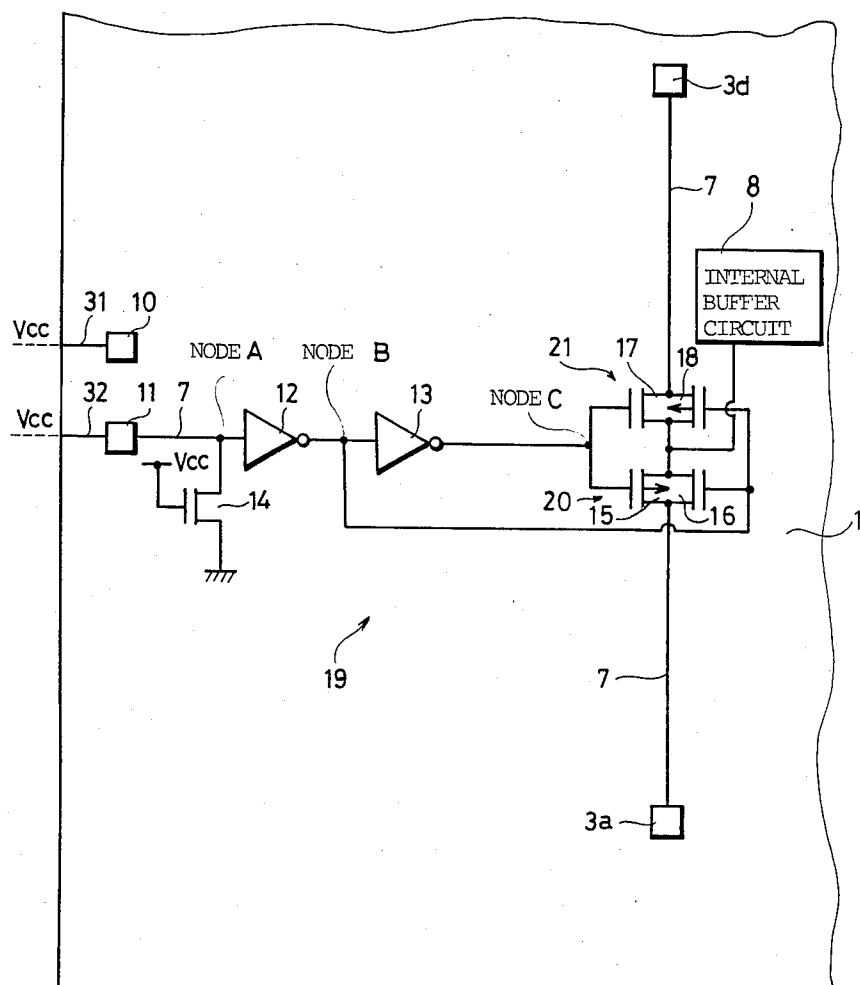 3d
7
8
INTERNAL
BUFFER
CIRCUIT
31
10
Vcc
NODE A
NODE B
21
17
18
32
11
7
12
13
NODE C
Vcc
Vcc
14
20
15
16
1
19
7
3a